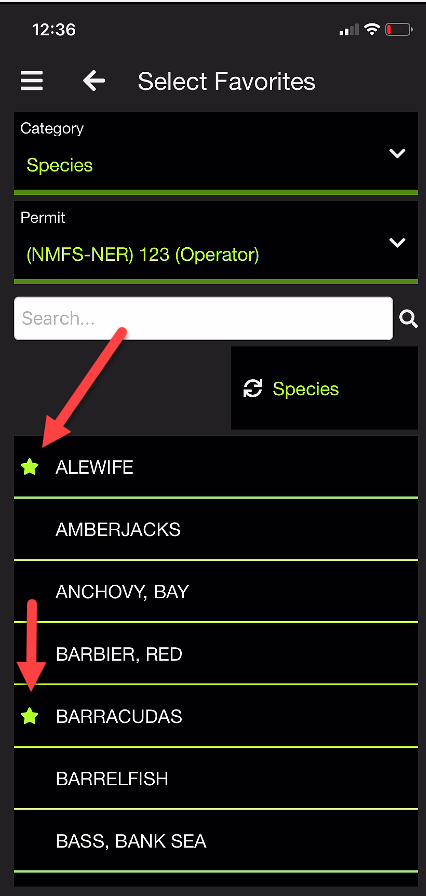 12:36
Select Favorites
Category
Species
Permit
(NMFS-NER) 123 (Operator)
Search...
Species
ALEWIFE
AMBERJACKS
ANCHOVY, BAY
BARBIER, RED
BARRACUDAS
BARRELFISH
BASS, BANK SEA